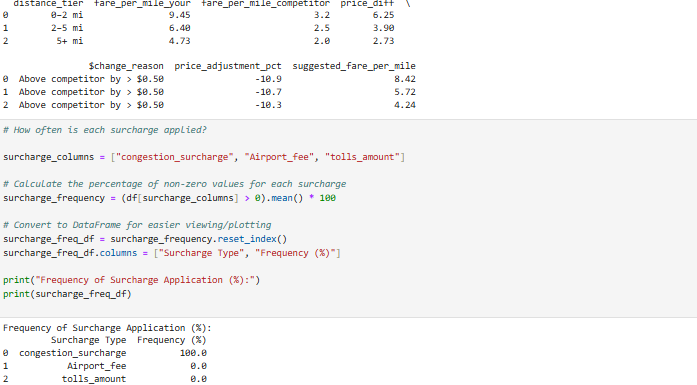 distance_tier fare_per_mile_your fare_per_mile_competitor price_diff \
0 0-2 mi 9.45 3.2 6.25
1 2-5 mi 6.40 2.5 3.90
2 5+ mi 4.73 2.0 2.73
$change_reason price_adjustment_pct suggested_fare_per_mile
0 Above competitor by > $0.50 -10.9 8.42
1 Above competitor by > $0.50 -10.7 5.72
2 Above competitor by > $0.50 -10.3 4.24
# How often is each surcharge applied?
surcharge_columns = ["congestion_surcharge", "Airport_fee", "tolls_amount"]
# Calculate the percentage of non-zero values for each surcharge
surcharge_frequency = (df[surcharge_columns] > 0).mean() * 100
# Convert to DataFrame for easier viewing/plotting
surcharge_freq_df = surcharge_frequency.reset_index()
surcharge_freq_df.columns = ["Surcharge Type", "Frequency (%)"]
print("Frequency of Surcharge Application (%):")
print(surcharge_freq_df)
Frequency of Surcharge Application (%):
Surcharge Type Frequency (%)
0 congestion_surcharge 100.0
1 Airport_fee 0.0
2 tolls_amount 0.0